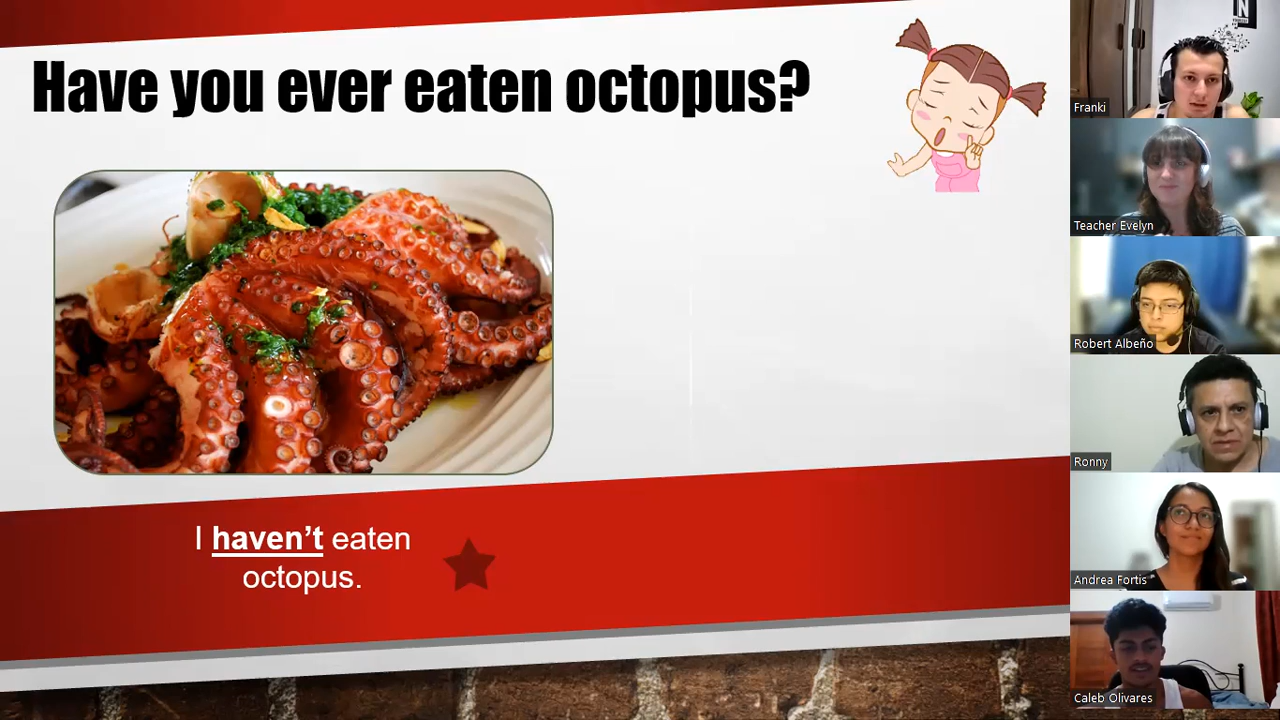 Have you ever eaten octopus?
I haven't eaten
octopus.
N
Franki
Teacher Evelyn
Robert Albeño
Ronny
Andrea Fortis
Caleb Olivares